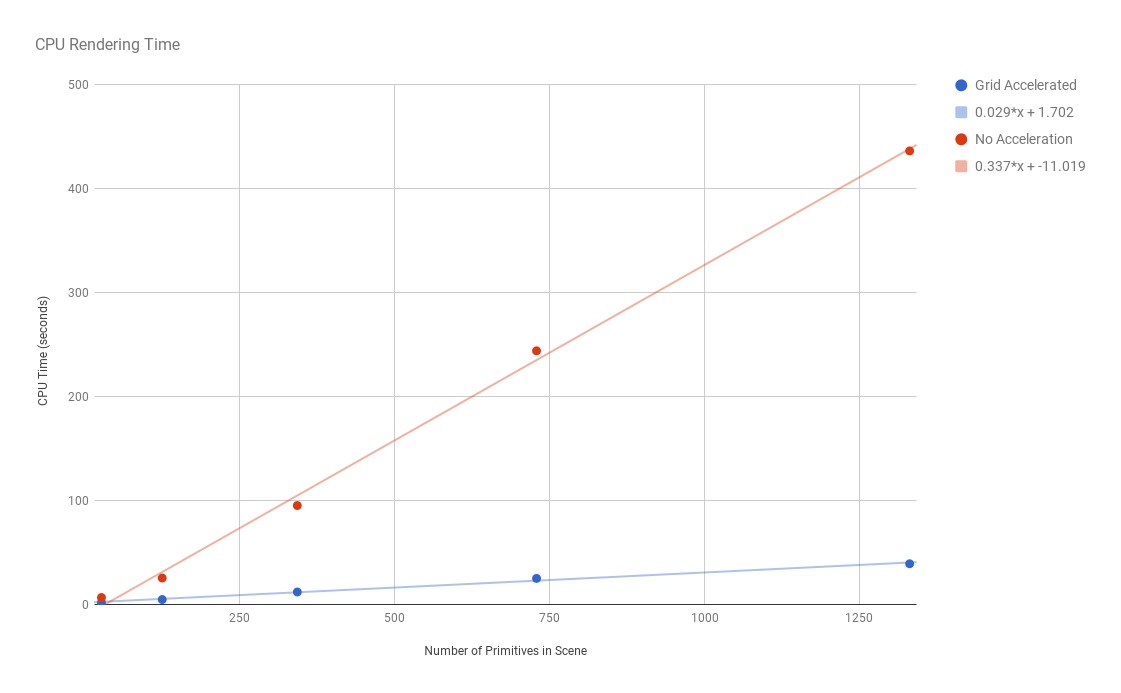 CPU Rendering Time
500
400
300
200
100
0
CPU Time (seconds)
250
500
750
1000
1250
Number of Primitives in Scene
Grid Accelerated
0.029*x + 1.702
No Acceleration
0.337*x + -11.019